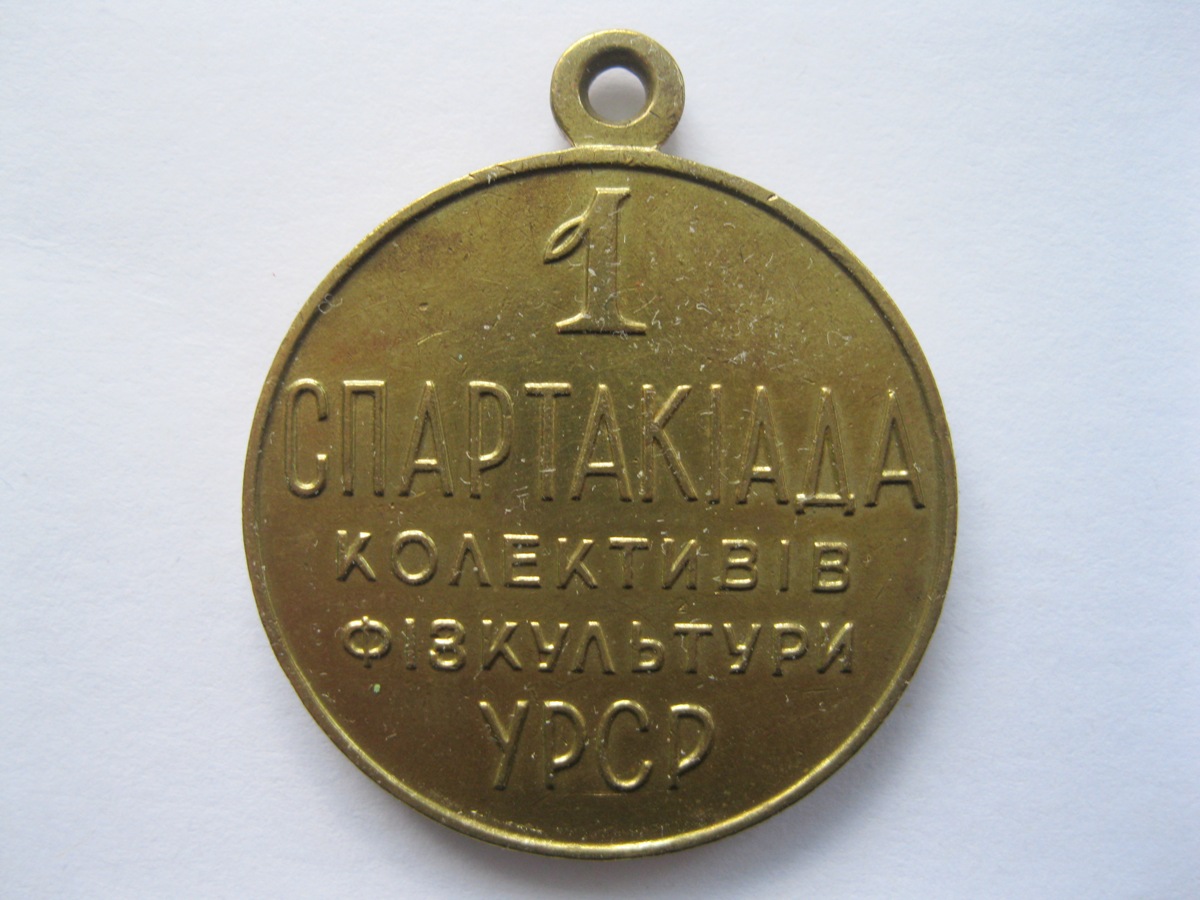 1
СПАРТАКІАДА
КОЛЕКТИВІВ
ФІЗКУЛЬТУРИ
УРСР